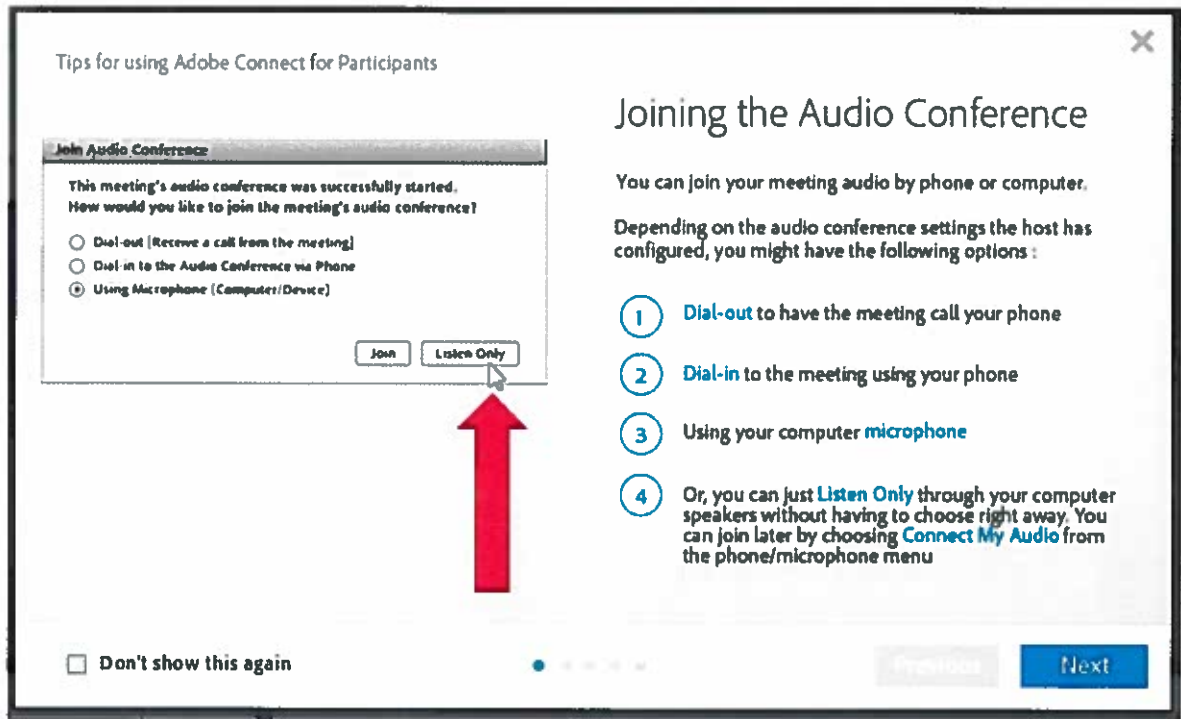 Tips for using Adobe Connect for Participants
Join Audio Conference
This meeting's audio conference was successfully started.
How would you like to join the meeting's audio conference?
Dial-out [Receive a call from the meeting]
Dial-in to the Audio Conference via Phone
Using Microphone (Computer/Device)
Join
Listen Only
Joining the Audio Conference
You can join your meeting audio by phone or computer.
Depending on the audio conference settings the host has
configured, you might have the following options :
1 Dial-out to have the meeting call your phone
2 Dial-in to the meeting using your phone
3 Using your computer microphone
4 Or, you can just Listen Only through your computer
speakers without having to choose right away. You
can join later by choosing Connect My Audio from
the phone/microphone menu
Don't show this again
Previous
Next